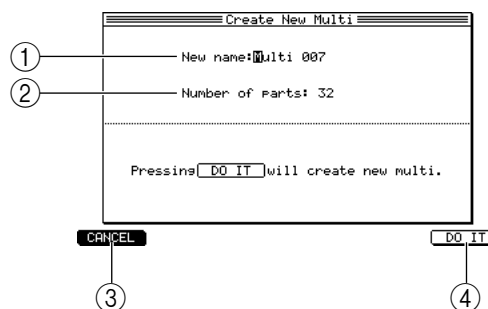 Create New Multi
① New name:Multi 007
② Number of parts: 32
Pressing DO IT will create new multi.
CANCEL DO IT
③ ④